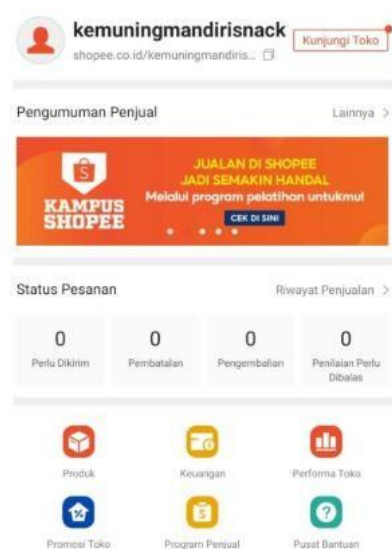 kemuningmandirisnack
shopee.co.id/kemuningmandiris...
Kunjungi Toko
Pengumuman Penjual
Lainnya >
S
KAMPUS
SHOPEE
JUALAN DI SHOPEE
JADI SEMAKIN HANDAL
Melalui program pelatihan untukmu!
CEK DI SINI
Status Pesanan
Riwayat Penjualan >
0
Perlu Dikirim
0
Pembatalan
0
Pengembalian
0
Penilaian Perlu
Dibalas
Produk
Keuangan
Performa Toko
Promosi Toko
Program Penjual
Pusat Bantuan